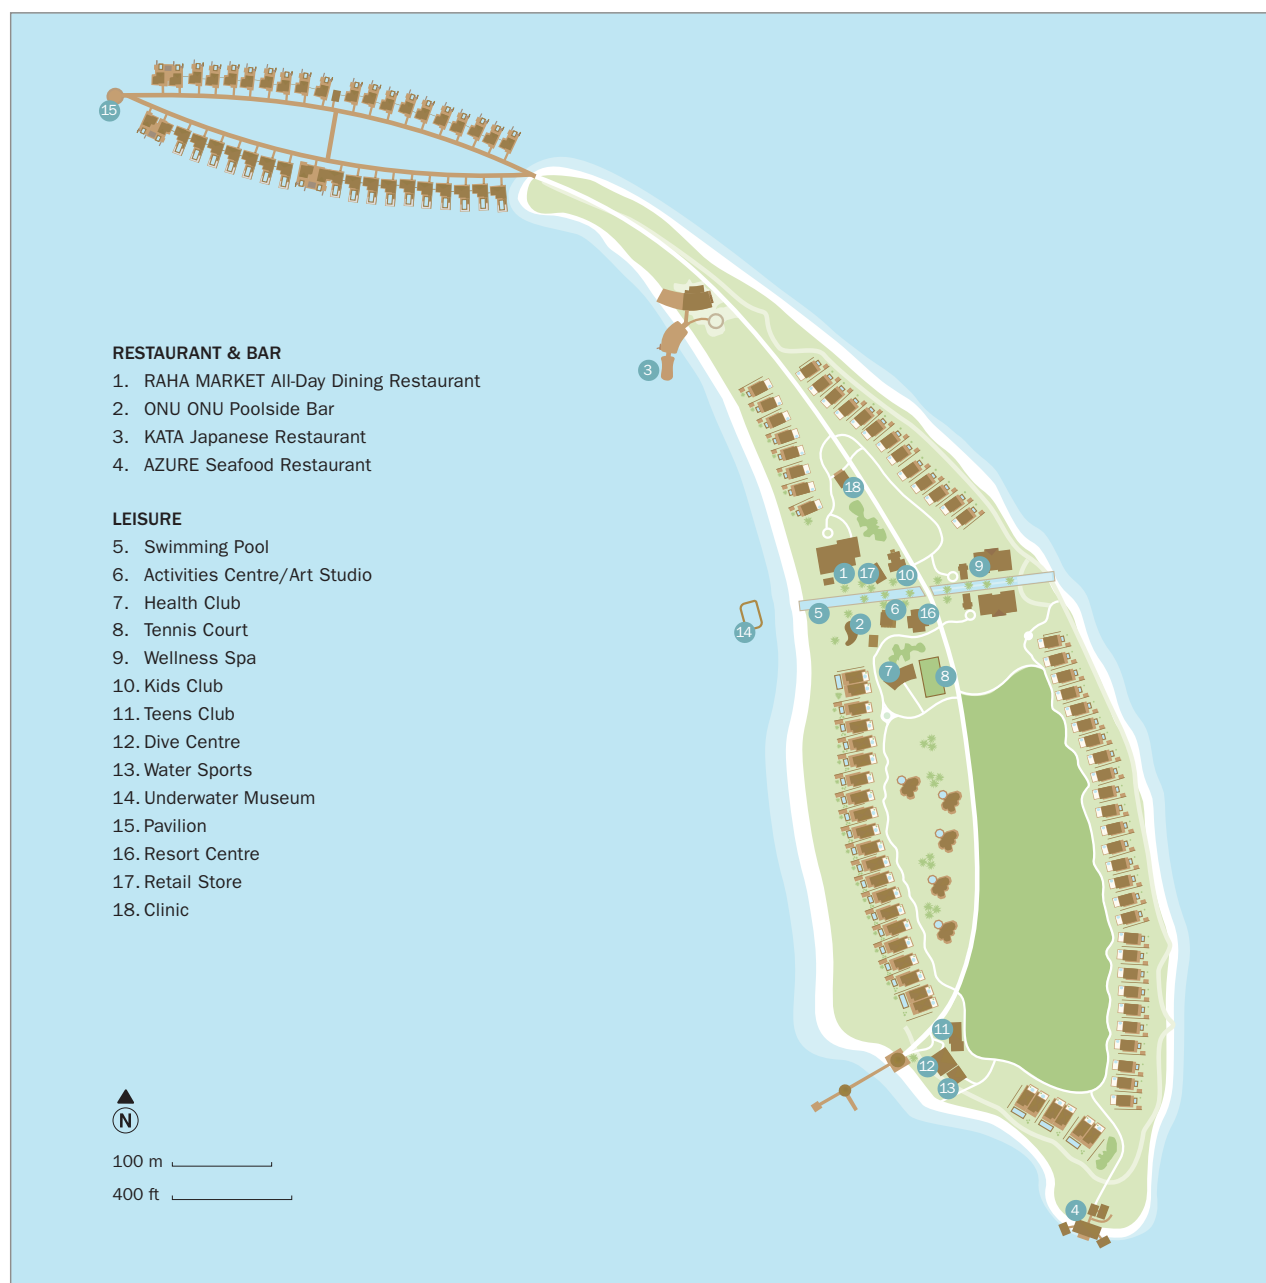 15
3
RESTAURANT & BAR
1. RAHA MARKET All-Day Dining Restaurant
2. ONU ONU Poolside Bar
3. KATA Japanese Restaurant
4. AZURE Seafood Restaurant
LEISURE
5. Swimming Pool
6. Activities Centre/Art Studio
7. Health Club
8. Tennis Court
9. Wellness Spa
10. Kids Club
11. Teens Club
12. Dive Centre
13. Water Sports
14. Underwater Museum
15. Pavilion
16. Resort Centre
17. Retail Store
18. Clinic
18
1 17 10 9
5 6 16
14 2
7 8
11
12
13
4
N
100 m
400 ft